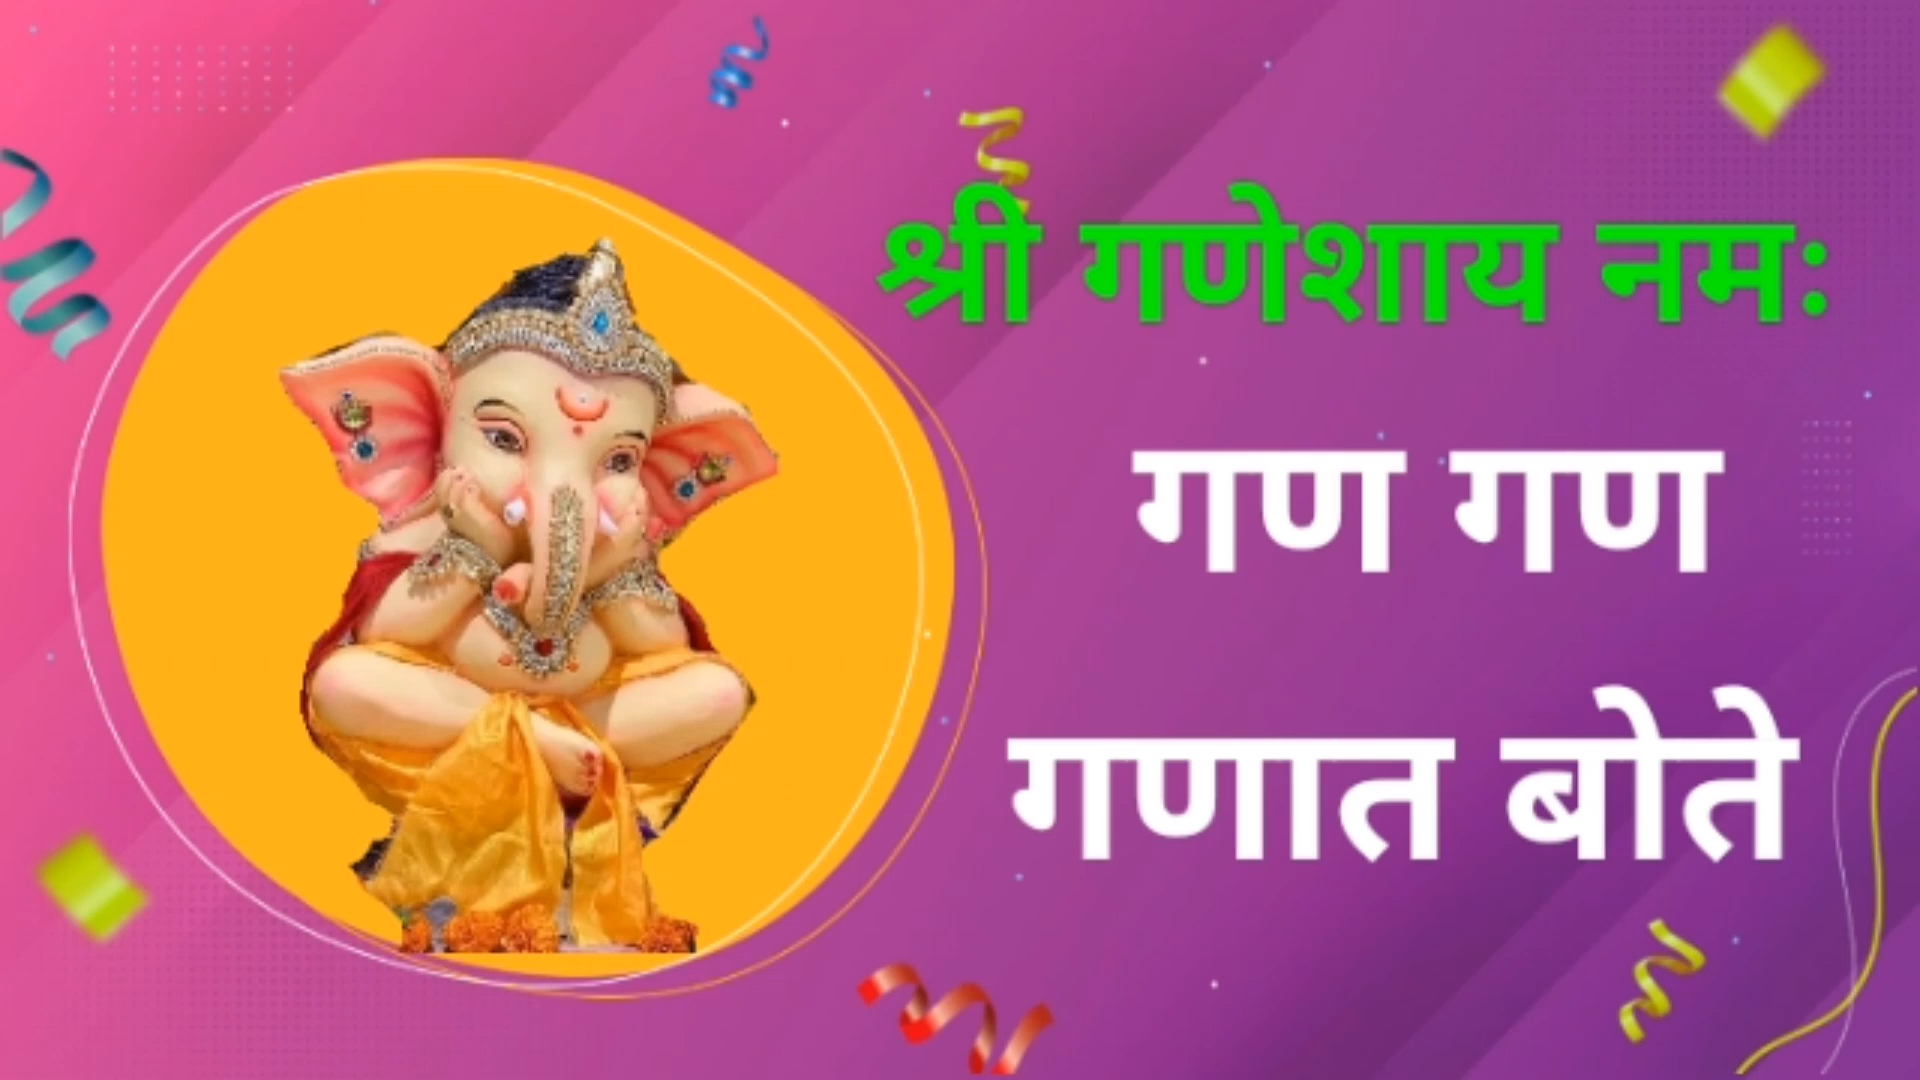 श्री गणेशाय नमः
गण गण
गणात बोते